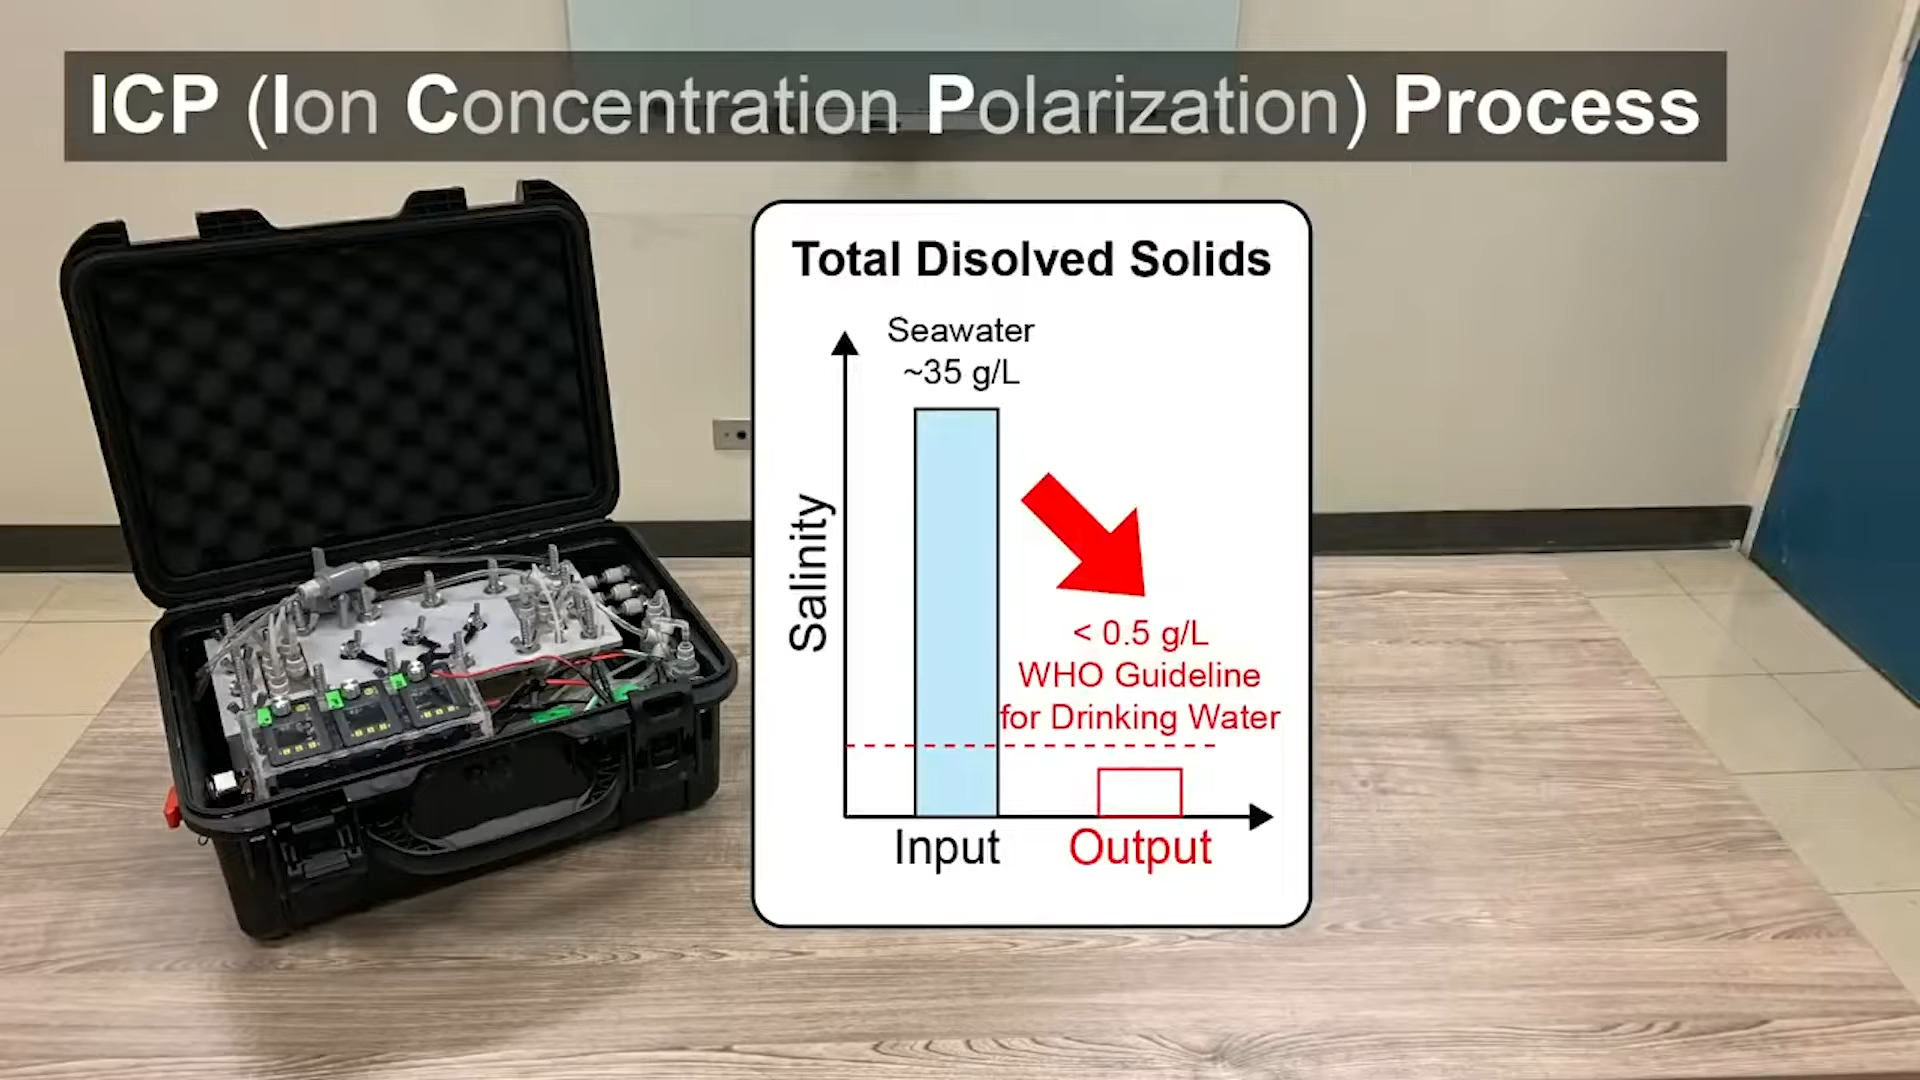 ICP (Ion Concentration Polarization) Process
Total Disolved Solids
Seawater
~35 g/L
Salinity
< 0.5 g/L
WHO Guideline
for Drinking Water
Input
Output